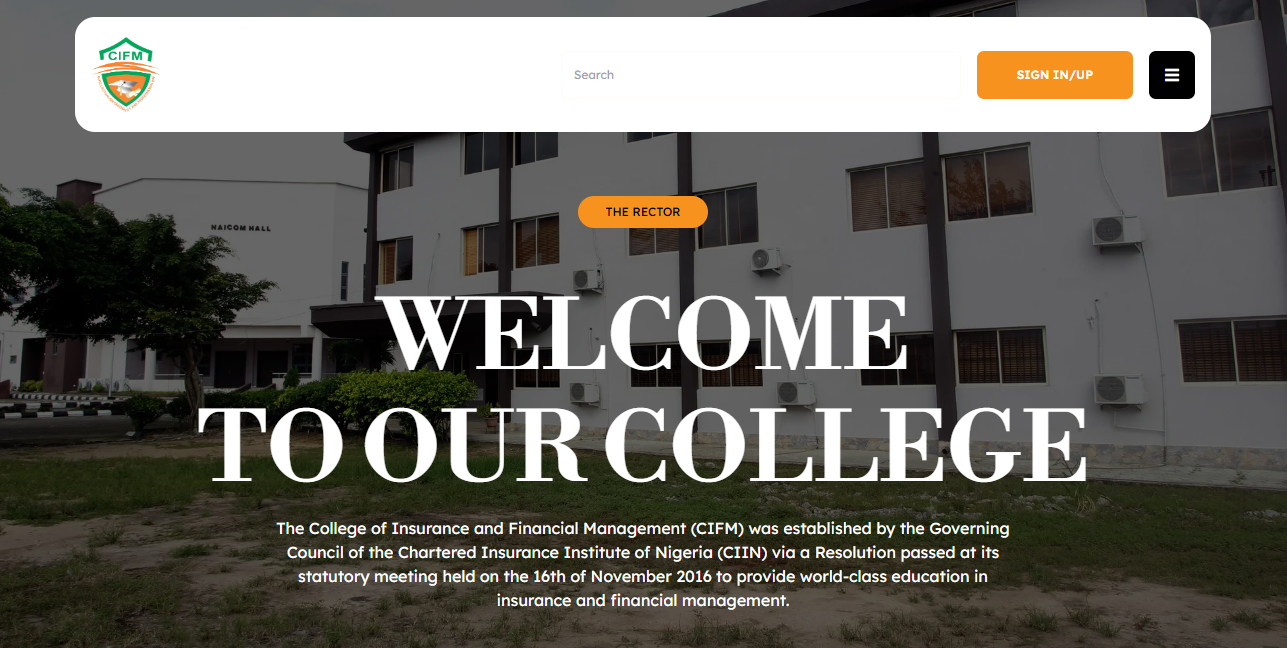 CIFM
Search
SIGN IN/UP
THE RECTOR
NAICOM HALL
WELCOME
TO OUR COLLEGE
The College of Insurance and Financial Management (CIFM) was established by the Governing
Council of the Chartered Insurance Institute of Nigeria (CIIN) via a Resolution passed at its
statutory meeting held on the 16th of November 2016 to provide world-class education in
insurance and financial management.